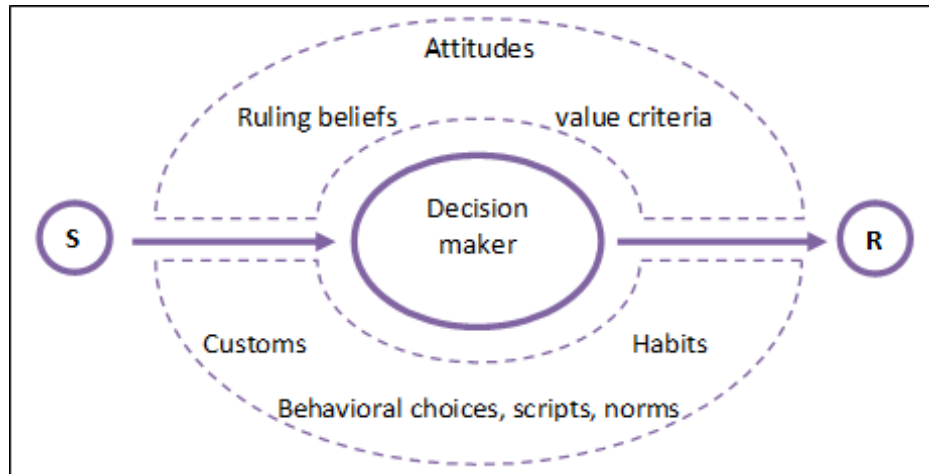 Attitudes
Ruling beliefs value criteria
S
Decision
maker
R
Customs Habits
Behavioral choices, scripts, norms